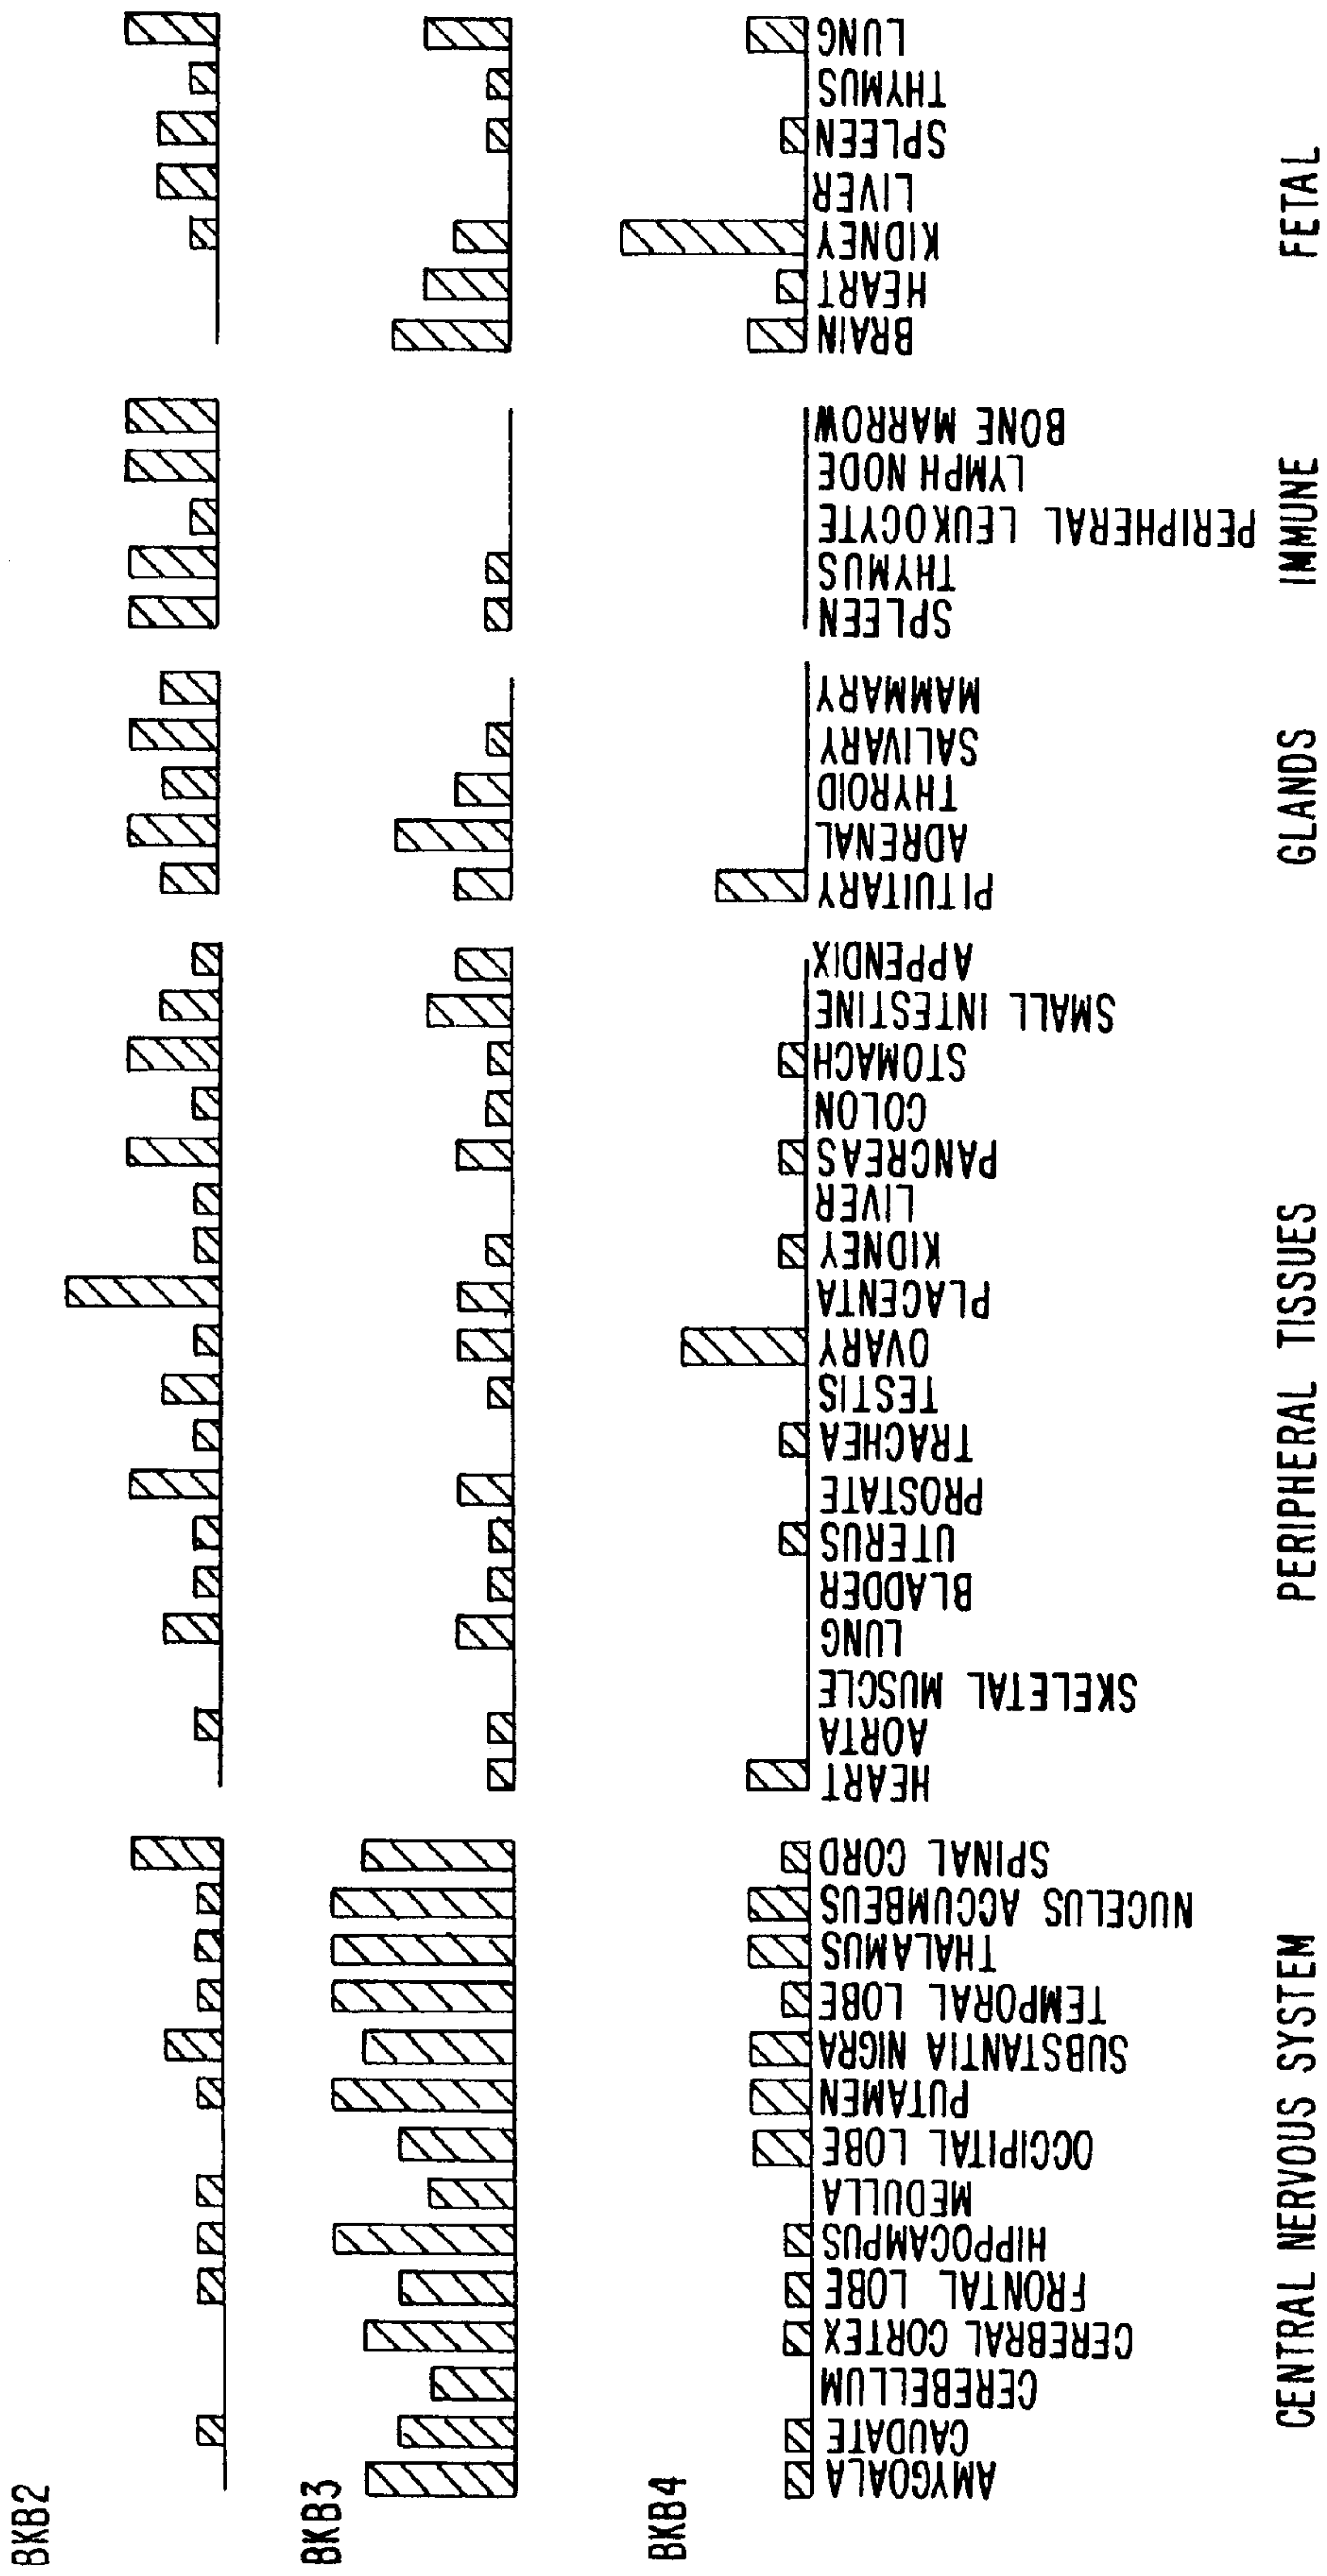 BKB2
BKB3
BKB4
AMYGOALA
CAUDATE
CEREBELLUM
CEREBRAL CORTEX
FRONTAL LOBE
HIPPOCAMPUS
MEDULLA
OCCIPITAL LOBE
PUTAMEN
SUBSTANTIA NIGRA
TEMPORAL LOBE
THALAMUS
NUCELUS ACCUMBEUS
SPINAL CORD
HEART
AORTA
SKELETAL MUSCLE
LUNG
BLADDER
UTERUS
PROSTATE
TRACHEA
TESTIS
OVARY
PLACENTA
KIDNEY
LIVER
PANCREAS
COLON
STOMACH
SMALL INTESTINE
APPENDIX
PITUITARY
ADRENAL
THYROID
SALIVARY
MAMMARY
SPLEEN
THYMUS
PERIPHERAL LEUKOCYTE
LYMPH NODE
BONE MARROW
BRAIN
HEART
KIDNEY
LIVER
SPLEEN
THYMUS
LUNG
CENTRAL NERVOUS SYSTEM
PERIPHERAL TISSUES
GLANDS
IMMUNE
FETAL